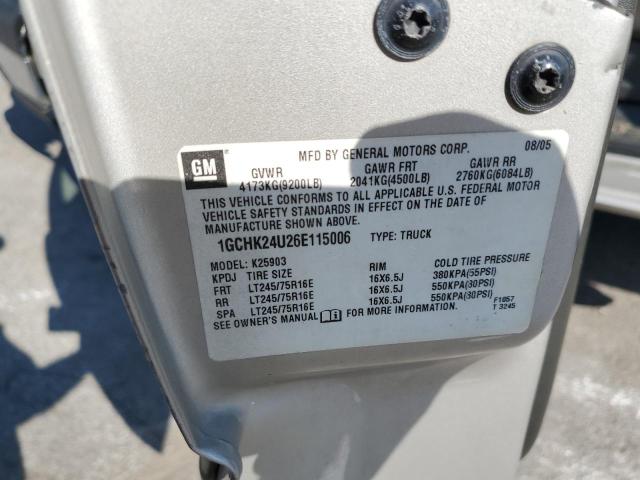 GM
MFD BY GENERAL MOTORS CORP. 08/05
GVWR GAWR FRT GAWR RR
4173KG(9200LB) 2041KG(4500LB) 2760KG(6084LB)
THIS VEHICLE CONFORMS TO ALL APPLICABLE U.S. FEDERAL MOTOR
VEHICLE SAFETY STANDARDS IN EFFECT ON THE DATE OF
MANUFACTURE SHOWN ABOVE.
1GCHK24U26E115006 TYPE: TRUCK
MODEL: K25903
KPDJ TIRE SIZE RIM COLD TIRE PRESSURE
FRT LT245/75R16E 16X6.5J 380KPA(55PSI)
RR LT245/75R16E 16X6.5J 550KPA(80PSI)
SPA LT245/75R16E 16X6.5J 550KPA(80PSI)
SEE OWNER'S MANUAL FOR MORE INFORMATION.
F1057
T 3245